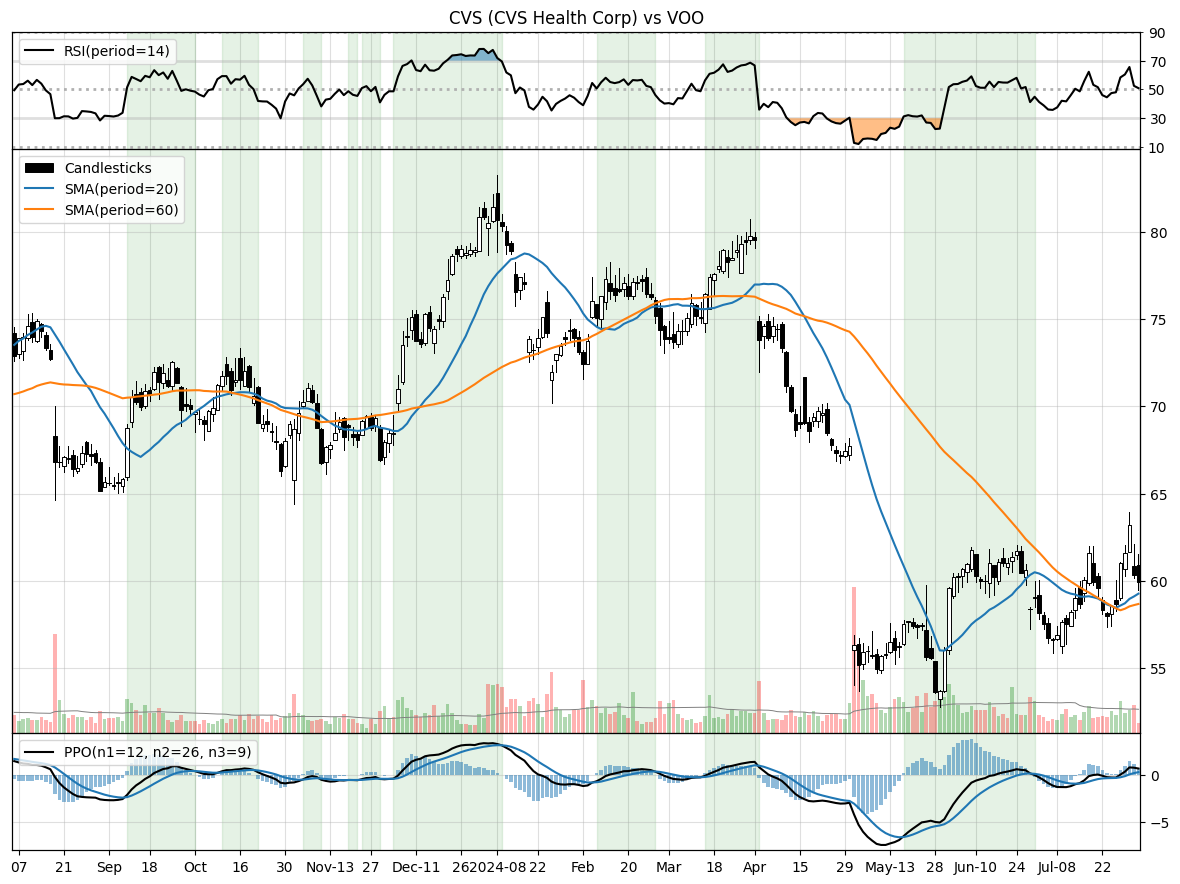 CVS (CVS Health Corp) vs VOO
RSI(period=14)
90
70
50
30
10
Candlesticks
SMA(period=20)
SMA(period=60)
80
75
70
65
60
55
PPO(n1=12, n2=26, n3=9)
0
−5
07 21 Sep 18 Oct 16 30 Nov-13 27 Dec-11 26 2024-08 22 Feb 20 Mar 18 Apr 15 29 May-13 28 Jun-10 24 Jul-08 22